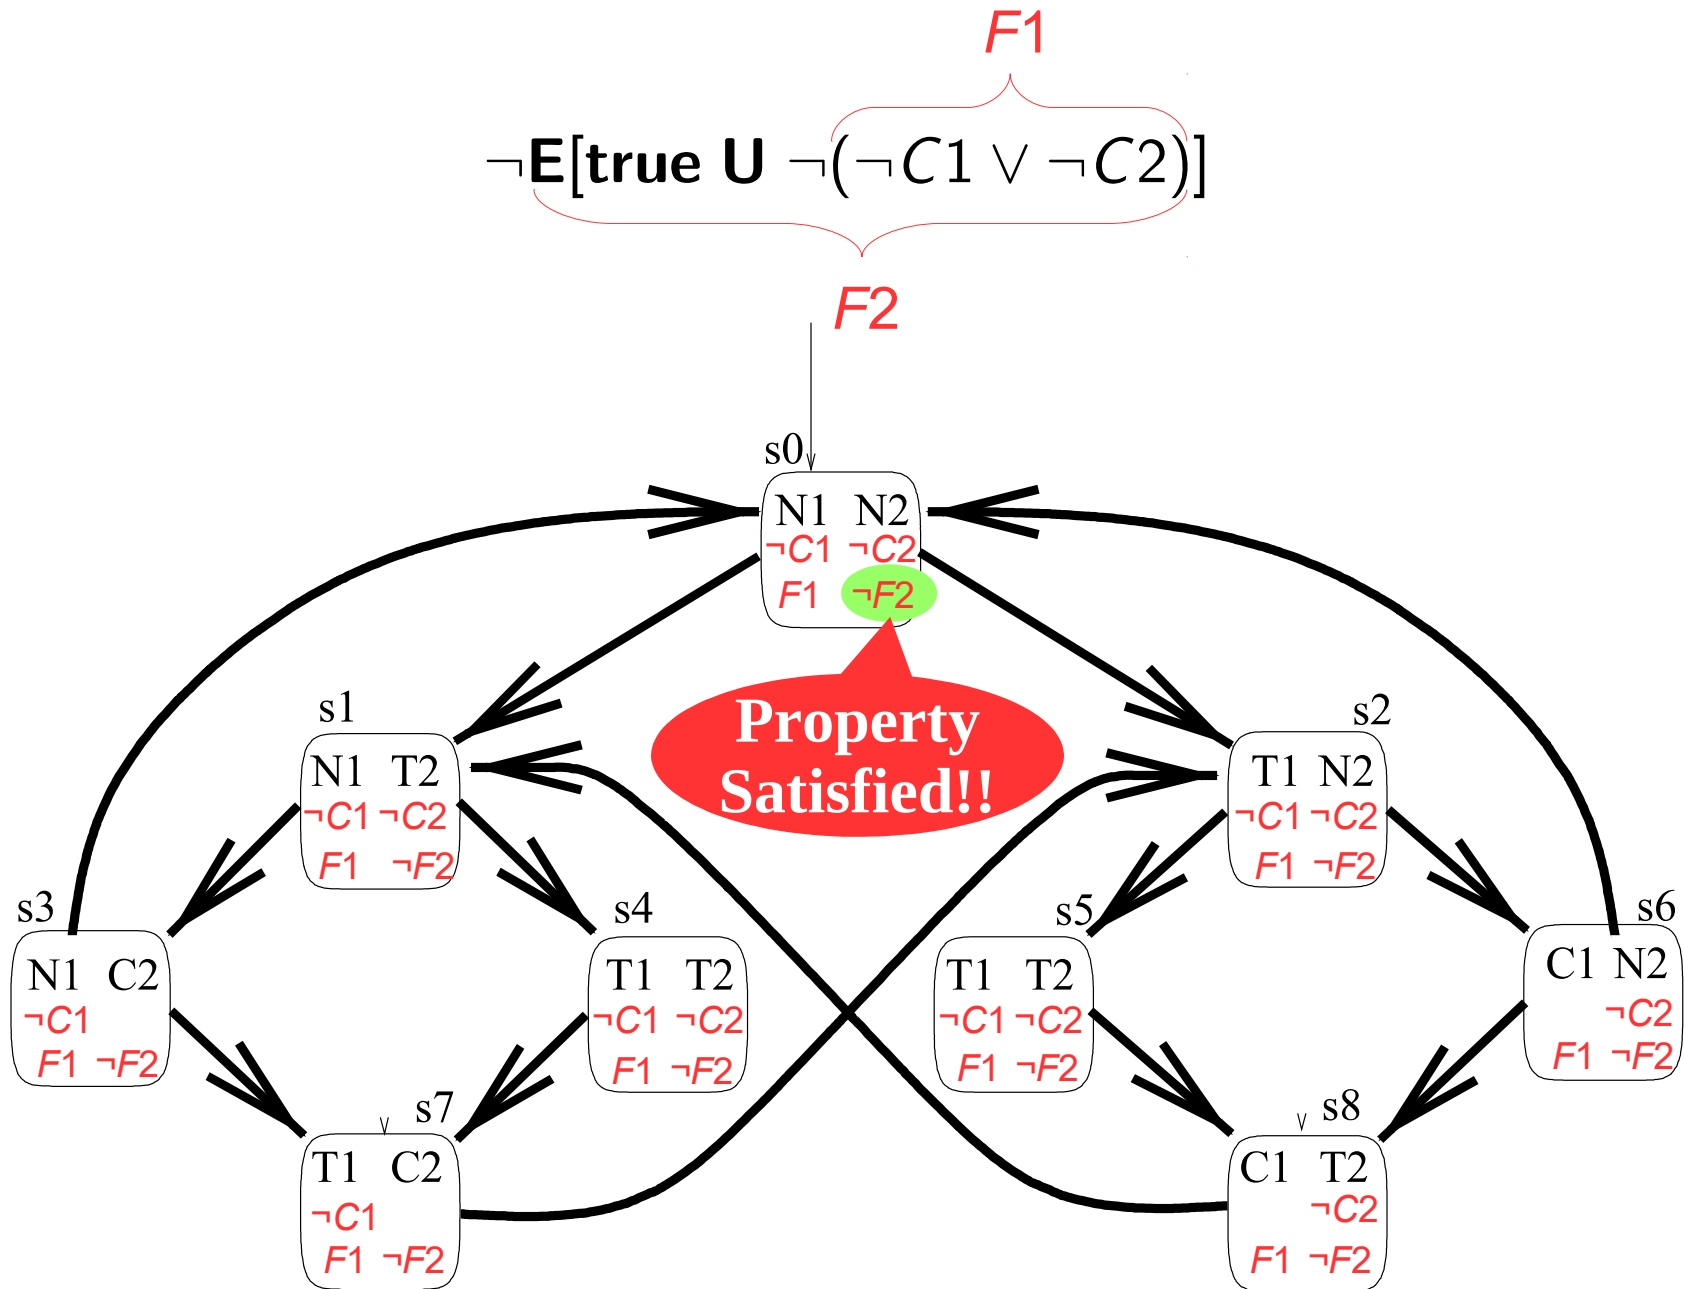 F1
¬E[true U ¬(¬C1 ∨ ¬C2)]
F2
s0
N1 N2
¬C1 ¬C2
F1 ¬F2
Property
Satisfied!!
s1
N1 T2
¬C1 ¬C2
F1 ¬F2
s2
T1 N2
¬C1 ¬C2
F1 ¬F2
s3
N1 C2
¬C1
F1 ¬F2
s4
T1 T2
¬C1 ¬C2
F1 ¬F2
s5
T1 T2
¬C1 ¬C2
F1 ¬F2
s6
C1 N2
¬C2
F1 ¬F2
s7
T1 C2
¬C1
F1 ¬F2
s8
C1 T2
¬C2
F1 ¬F2